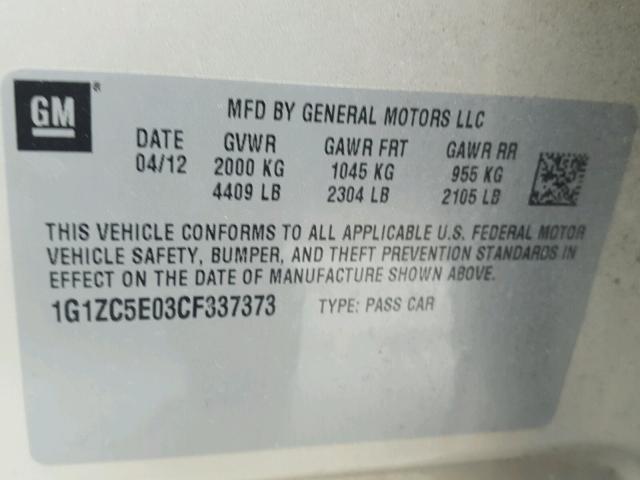 GM®
MFD BY GENERAL MOTORS LLC
DATE GVWR GAWR FRT GAWR RR
04/12 2000 KG 1045 KG 955 KG
4409 LB 2304 LB 2105 LB
THIS VEHICLE CONFORMS TO ALL APPLICABLE U.S. FEDERAL MOTOR
VEHICLE SAFETY, BUMPER, AND THEFT PREVENTION STANDARDS IN
EFFECT ON THE DATE OF MANUFACTURE SHOWN ABOVE.
1G1ZC5E03CF337373 TYPE: PASS CAR